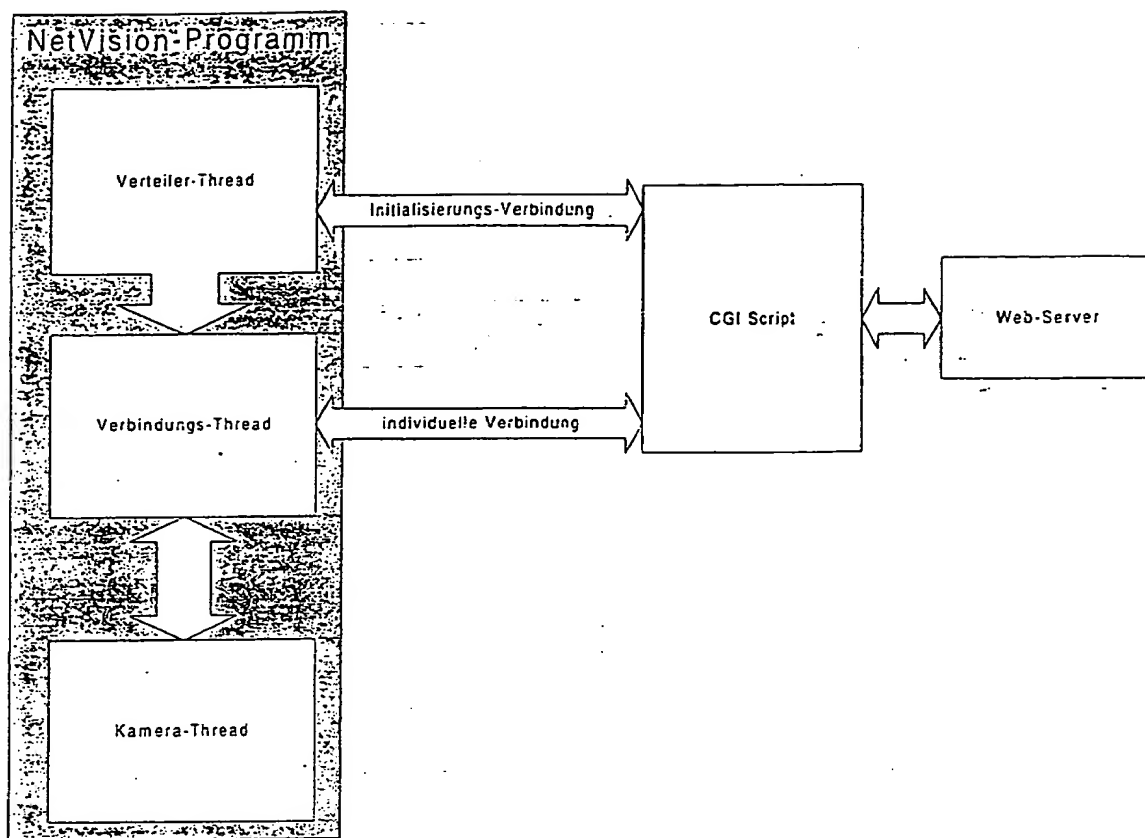 NetVision-Programm
Verteiler-Thread
Initialisierungs-Verbindung
CGI Script
Web-Server
Verbindungs-Thread
individuelle Verbindung
Kamera-Thread